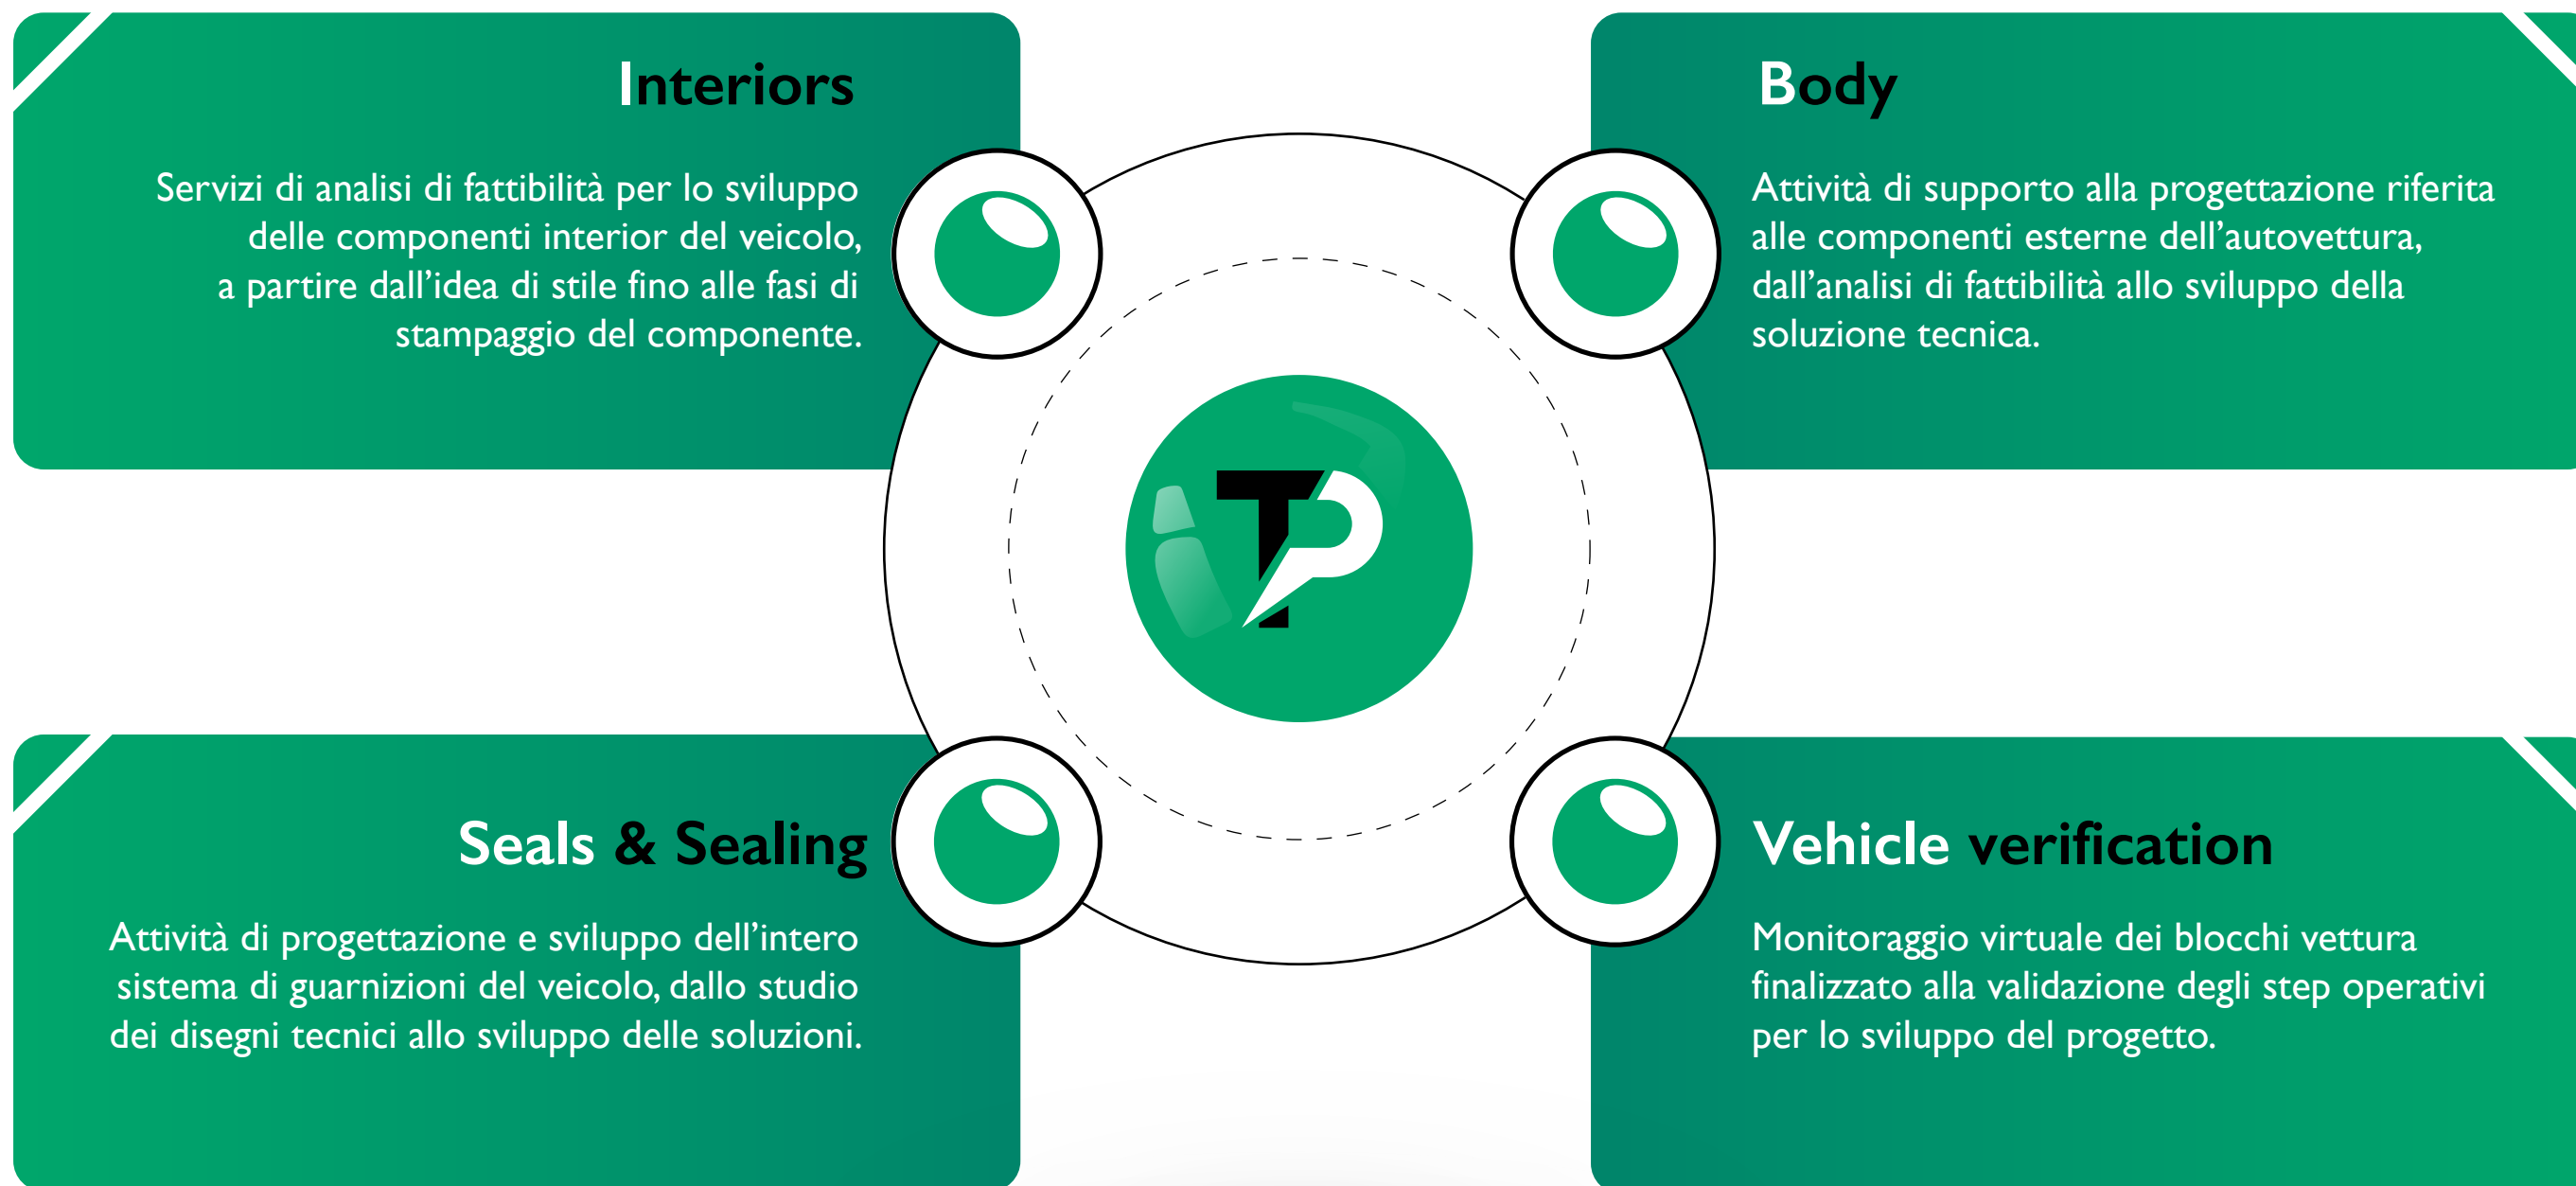 Interiors
Servizi di analisi di fattibilità per lo sviluppo
delle componenti interior del veicolo,
a partire dall’idea di stile fino alle fasi di
stampaggio del componente.
Body
Attività di supporto alla progettazione riferita
alle componenti esterne dell’autovettura,
dall’analisi di fattibilità allo sviluppo della
soluzione tecnica.
TP
Seals & Sealing
Attività di progettazione e sviluppo dell’intero
sistema di guarnizioni del veicolo, dallo studio
dei disegni tecnici allo sviluppo delle soluzioni.
Vehicle verification
Monitoraggio virtuale dei blocchi vettura
finalizzato alla validazione degli step operativi
per lo sviluppo del progetto.